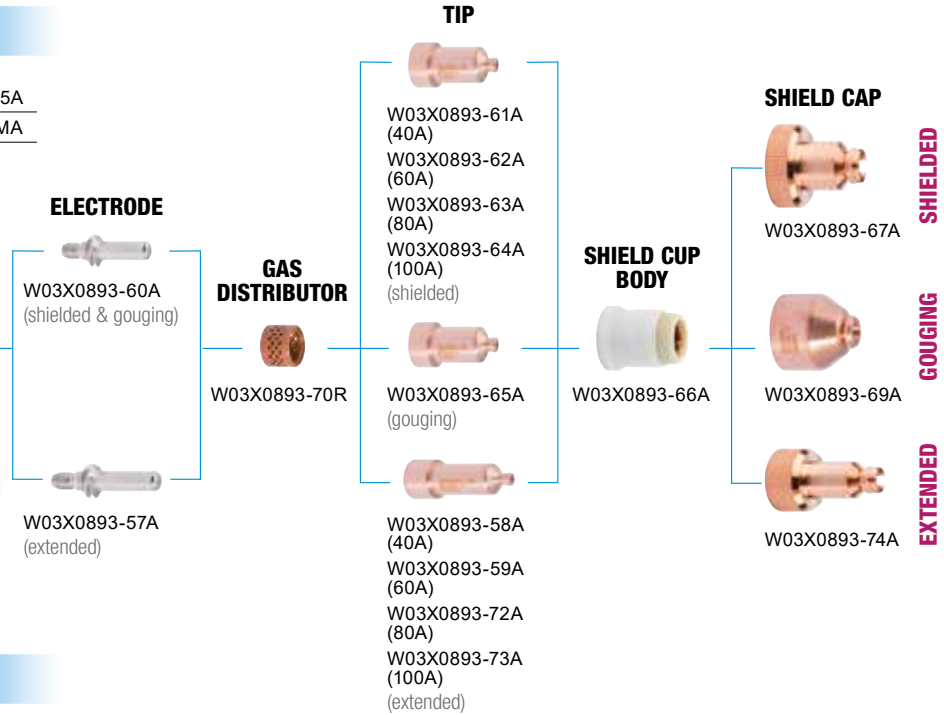 TIP
5A
MA
W03X0893-61A
(40A)
W03X0893-62A
(60A)
W03X0893-63A
(80A)
W03X0893-64A
(100A)
(shielded)
SHIELD CAP
W03X0893-67A
SHIELDED
ELECTRODE
W03X0893-60A
(shielded & gouging)
GAS
DISTRIBUTOR
W03X0893-70R
W03X0893-65A
(gouging)
SHIELD CUP
BODY
W03X0893-66A
W03X0893-69A
GOUGING
W03X0893-57A
(extended)
W03X0893-58A
(40A)
W03X0893-59A
(60A)
W03X0893-72A
(80A)
W03X0893-73A
(100A)
(extended)
W03X0893-74A
EXTENDED